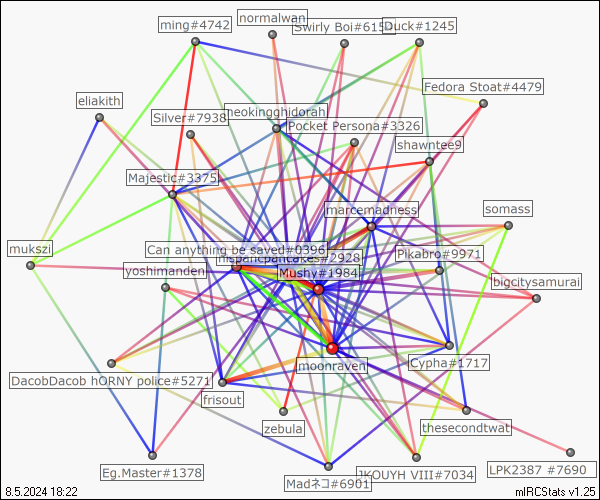 normalwan
ming#4742
Swirly Boi#615
Duck#1245
Fedora Stoat#4479
eliakith
Silver#7938
heokingghidorah
Pocket Persona#3326
shawntee9
Majestic#3375
marcemadness
somass
mukszi
Can anything be saved#0396
Pikabro#9971
mspancpancakes#2928
yoshimanden
Mushy#1984
bigcitysamurai
moonraven
Cypha#1717
DacobDacob hORNY police#5271
frisout
zebula
thesecondtwat
Eg.Master#1378
Madネコ#6901
JKOUYH VIII#7034
LPK2387 #7690
8.5.2024 18:22
mIRCStats v1.25